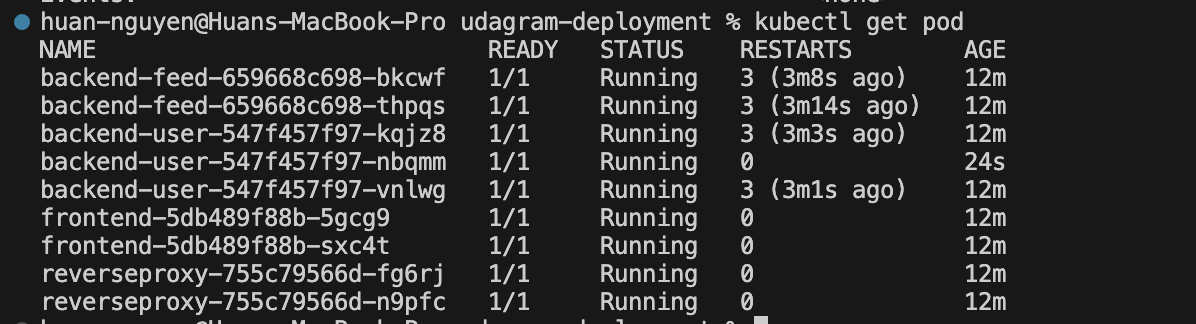 huan-nguyen@Huans-MacBook-Pro udagram-deployment % kubectl get pod
NAME READY STATUS RESTARTS AGE
backend-feed-659668c698-bkcwf 1/1 Running 3 (3m8s ago) 12m
backend-feed-659668c698-thpqs 1/1 Running 3 (3m14s ago) 12m
backend-user-547f457f97-kqjz8 1/1 Running 3 (3m3s ago) 12m
backend-user-547f457f97-nbqmm 1/1 Running 0 24s
backend-user-547f457f97-vnlwg 1/1 Running 3 (3m1s ago) 12m
frontend-5db489f88b-5gcg9 1/1 Running 0 12m
frontend-5db489f88b-sxc4t 1/1 Running 0 12m
reverseproxy-755c79566d-fg6rj 1/1 Running 0 12m
reverseproxy-755c79566d-n9pfc 1/1 Running 0 12m